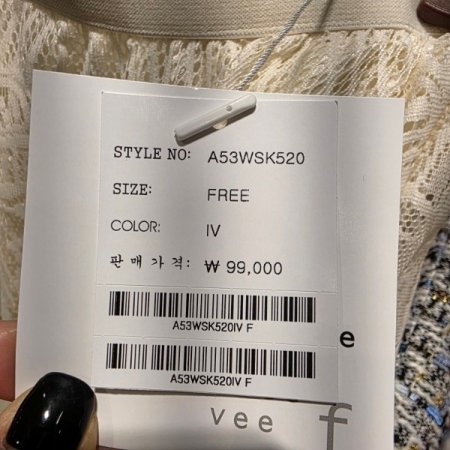 STYLE NO: A53WSK520
SIZE: FREE
COLOR: IV
판매가격: ₩ 99,000
A53WSK520IV F
e
A53WSK520IV F
vee f